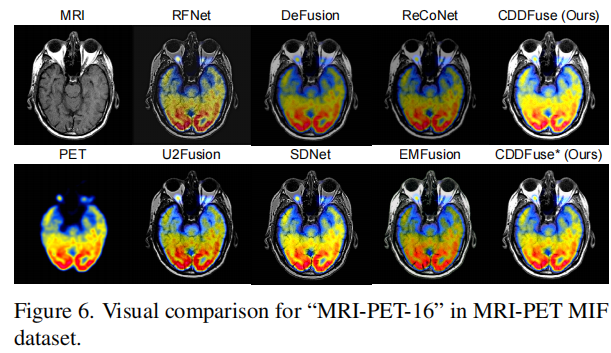 MRI RFNet DeFusion ReCoNet CDDFuse (Ours)
PET U2Fusion SDNet EMFusion CDDFuse* (Ours)
Figure 6. Visual comparison for “MRI-PET-16” in MRI-PET MIF
dataset.